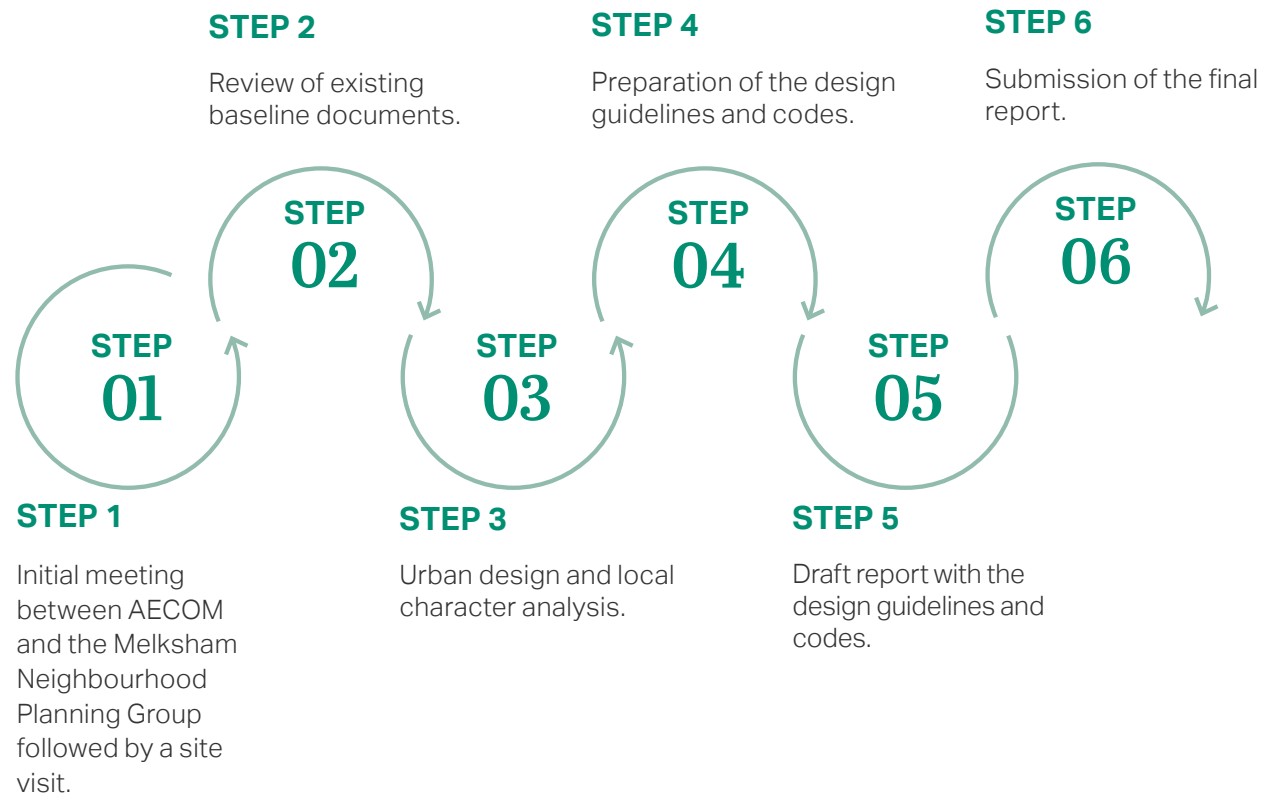 STEP 2
Review of existing
baseline documents.
STEP 4
Preparation of the design
guidelines and codes.
STEP 6
Submission of the final
report.
STEP
01
STEP
02
STEP
03
STEP
04
STEP
05
STEP
06
STEP 1
Initial meeting
between AECOM
and the Melksham
Neighbourhood
Planning Group
followed by a site
visit.
STEP 3
Urban design and local
character analysis.
STEP 5
Draft report with the
design guidelines and
codes.